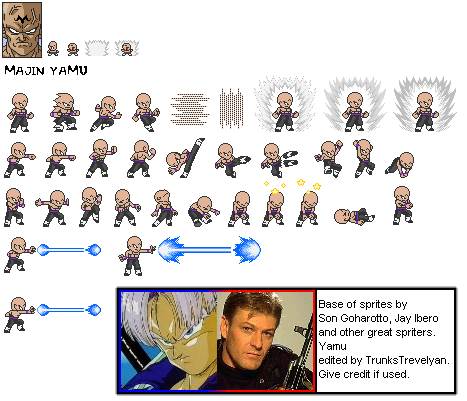 MAJIN YAMU
Base of sprites by
Son Goharotto, Jay Ibero
and other great spriters.
Yamu
edited by TrunksTrevelyan.
Give credit if used.